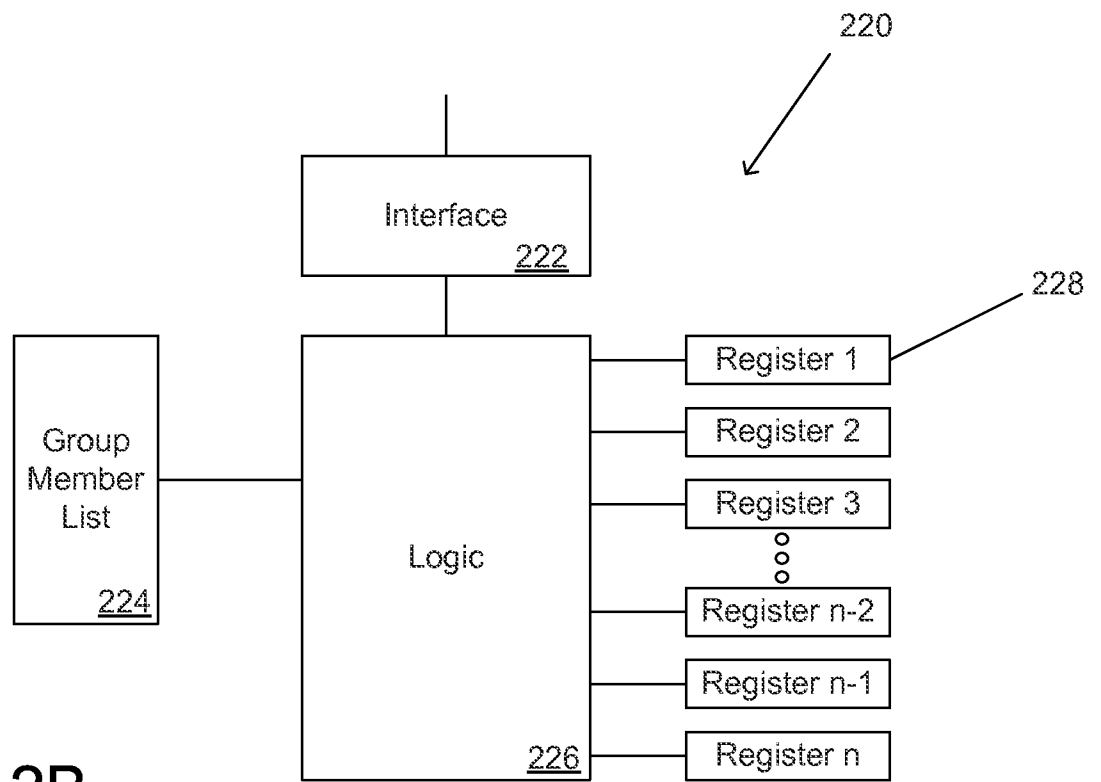 220
Interface
222
228
Register 1
Register 2
Group
Member
List
224
Logic
226
Register 3
Register n-2
Register n-1
Register n